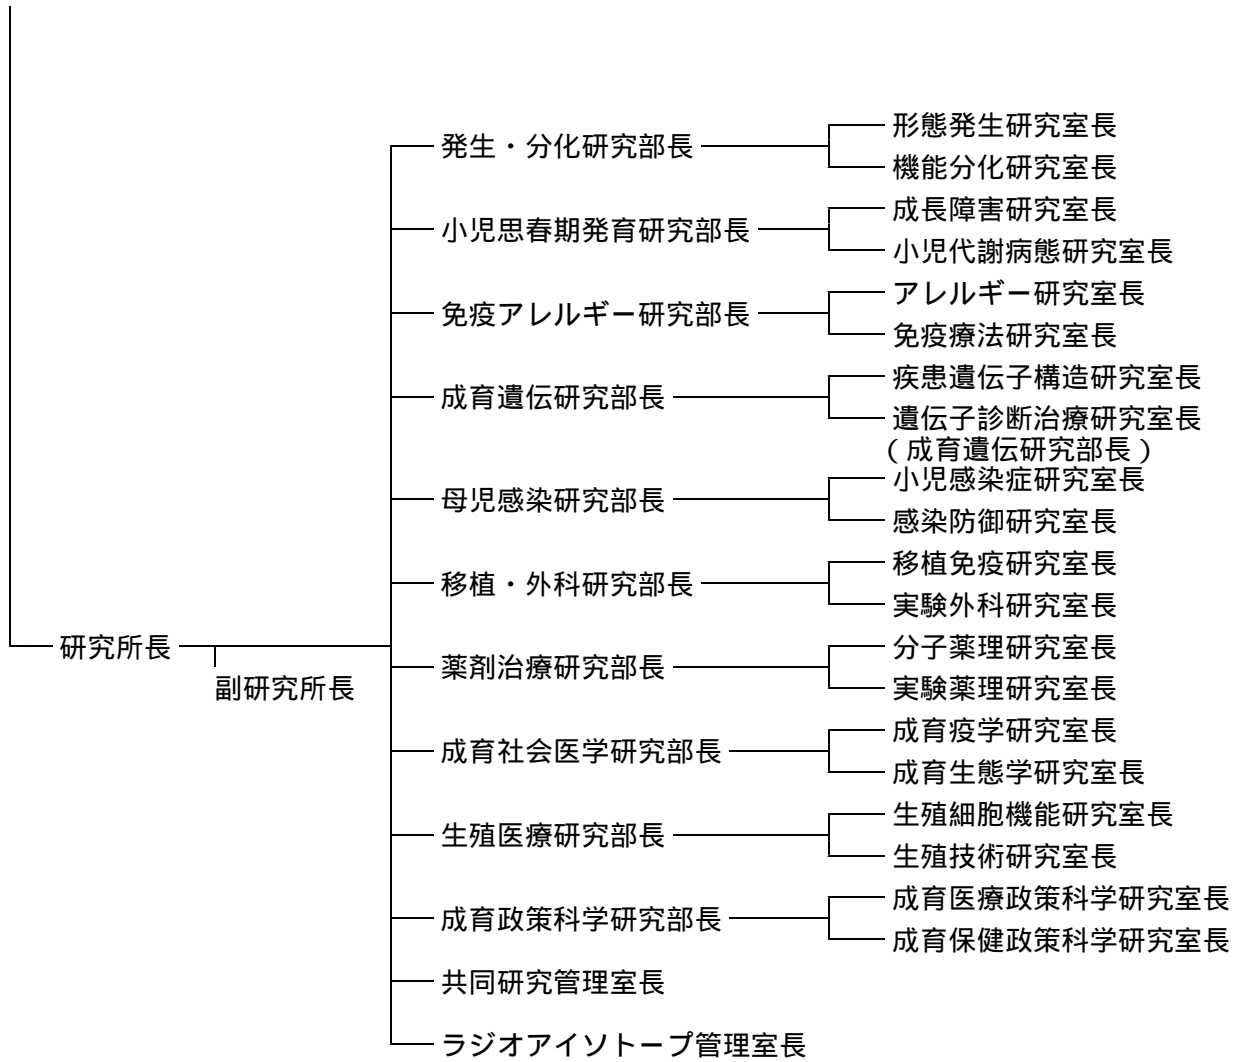 形態発生研究室長
発生・分化研究部長
機能分化研究室長
成長障害研究室長
小児思春期発育研究部長
小児代謝病態研究室長
アレルギー研究室長
免疫アレルギー研究部長
免疫療法研究室長
疾患遺伝子構造研究室長
成育遺伝研究部長
遺伝子診断治療研究室長
(成育遺伝研究部長)
小児感染症研究室長
母児感染研究部長
感染防御研究室長
移植免疫研究室長
移植・外科研究部長
実験外科研究室長
研究所長
副研究所長
分子薬理研究室長
薬剤治療研究部長
実験薬理研究室長
成育疫学研究室長
成育社会医学研究部長
成育生態学研究室長
生殖細胞機能研究室長
生殖医療研究部長
生殖技術研究室長
成育医療政策科学研究室長
成育政策科学研究部長
成育保健政策科学研究室長
共同研究管理室長
ラジオアイソトープ管理室長